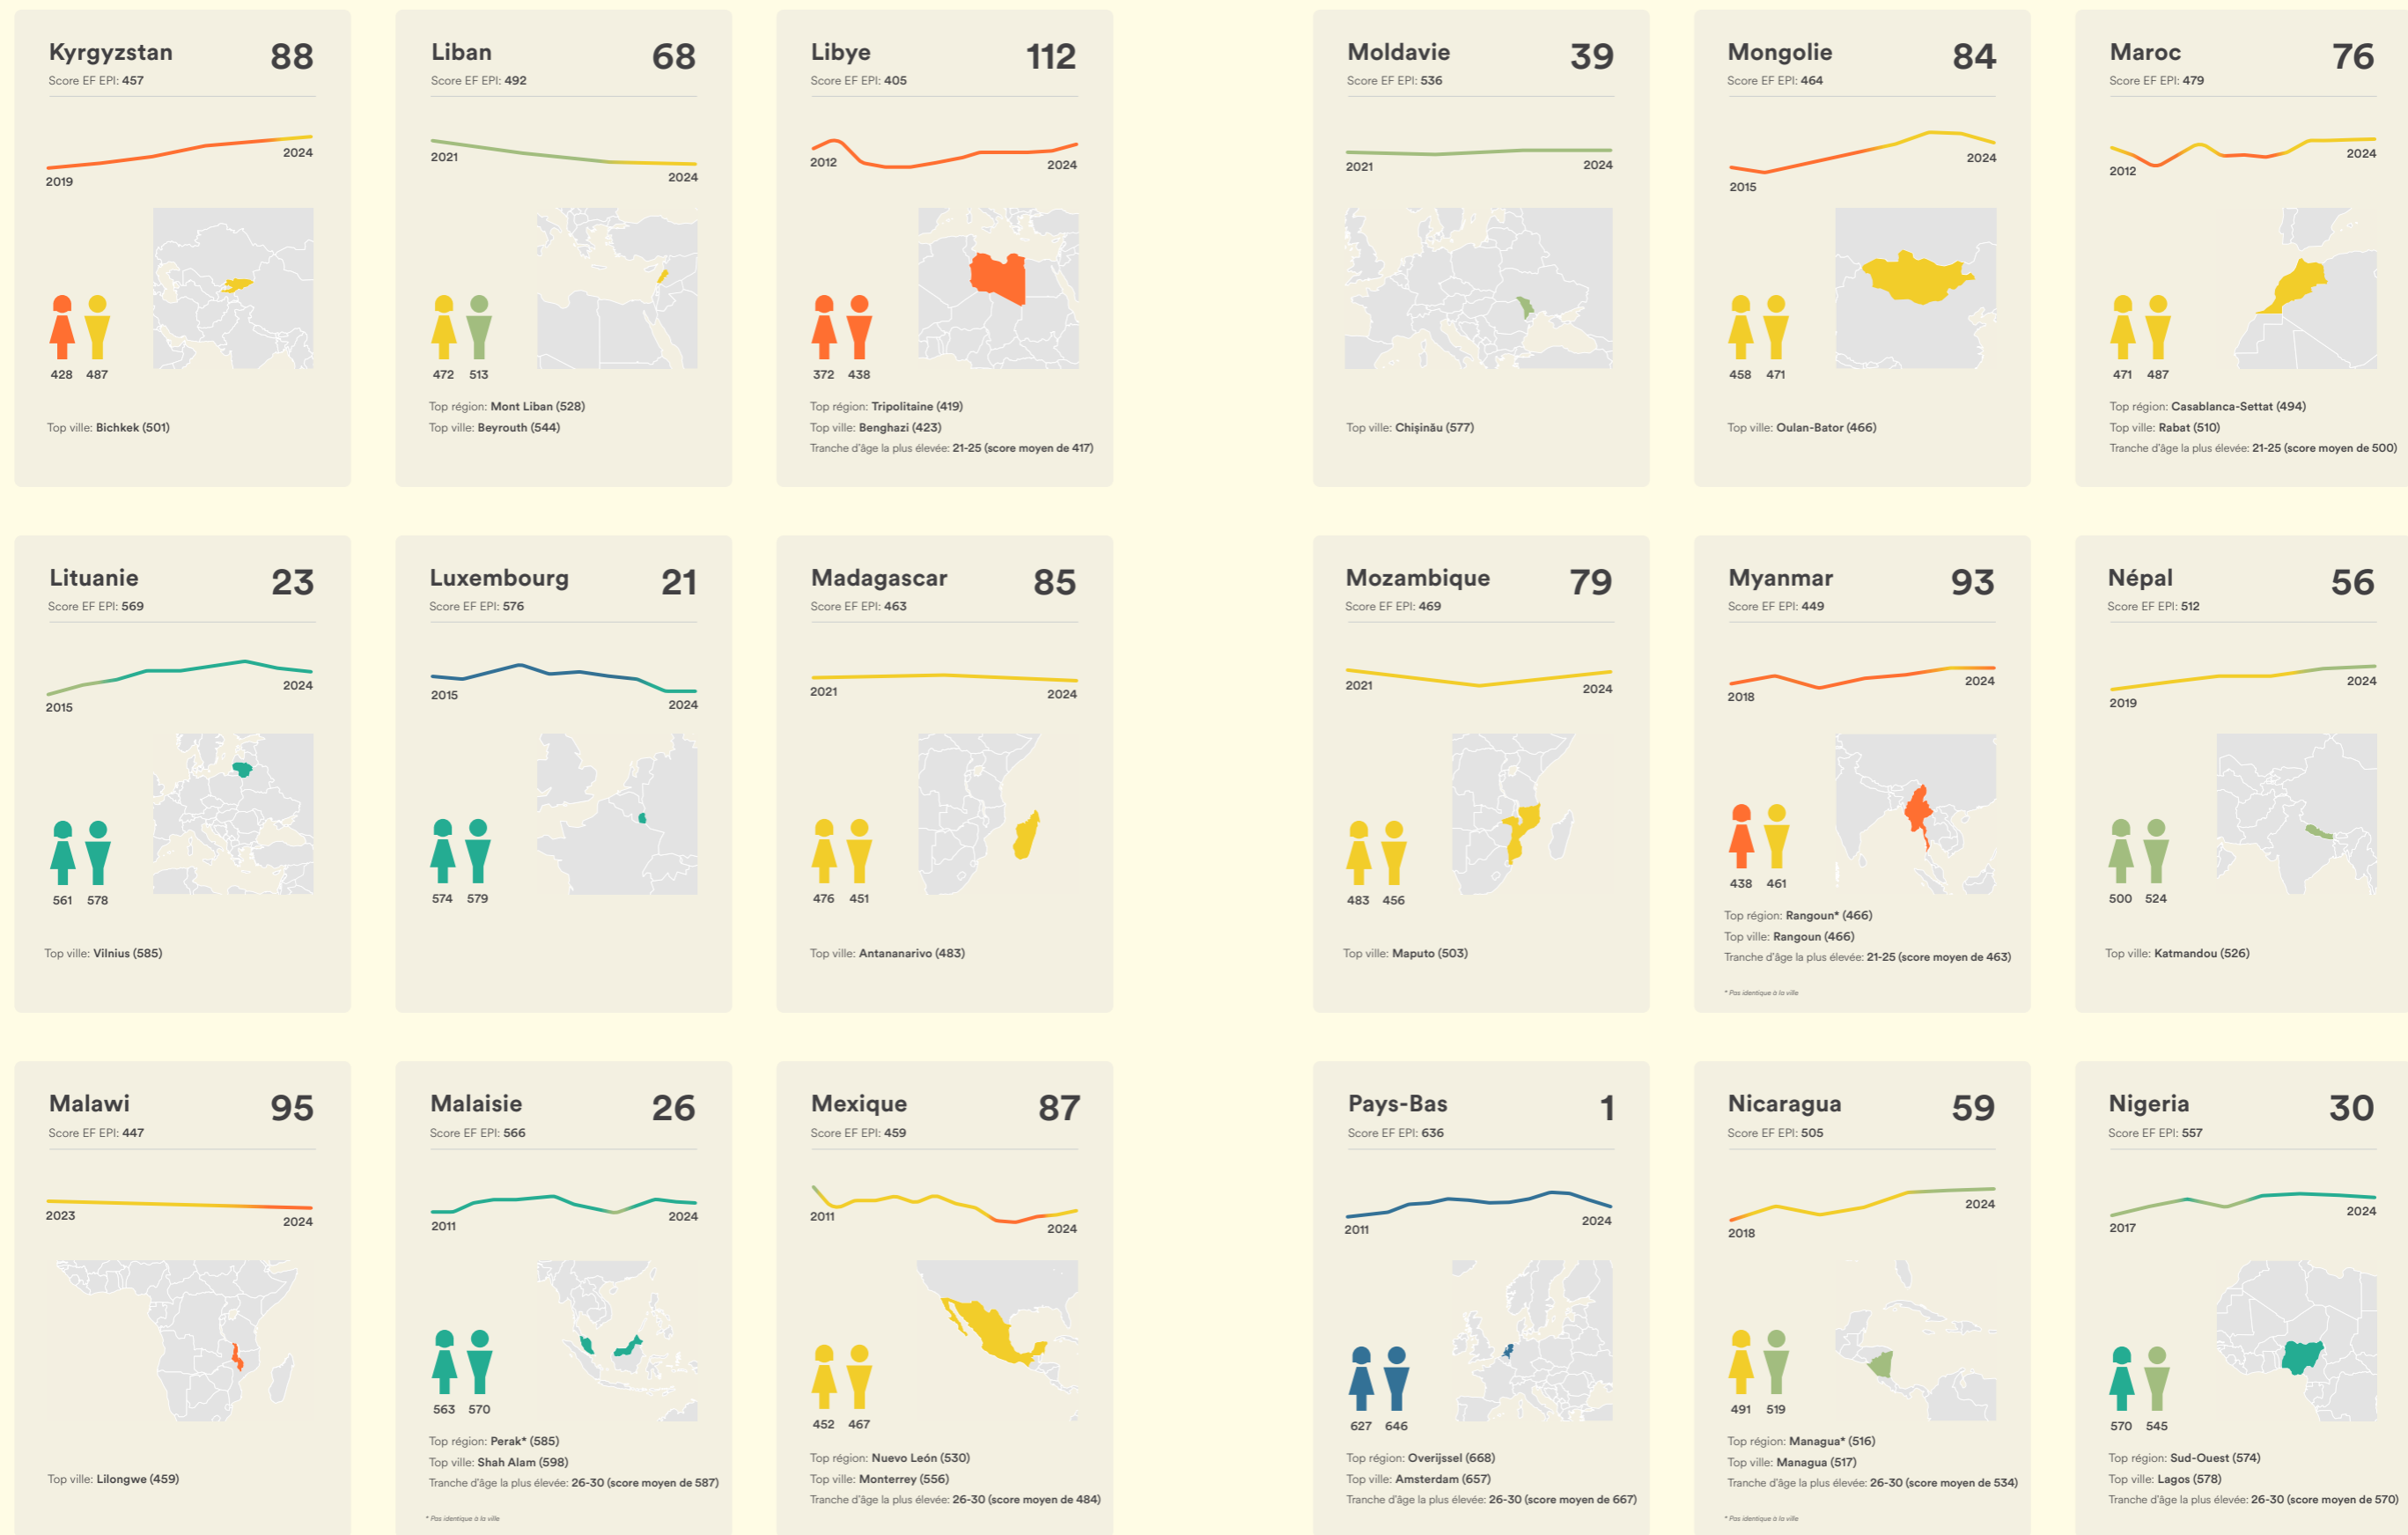 Kyrgyzstan
88
Score EF EPI: 457
2019
2024
428 487
Top ville: Bichkek (501)
Liban
68
Score EF EPI: 492
2021
2024
472 513
Top région: Mont Liban (528)
Top ville: Beyrouth (544)
Libye
112
Score EF EPI: 405
2012
2024
372 438
Top région: Tripolitaine (419)
Top ville: Benghazi (423)
Tranche d'âge la plus élevée: 21-25 (score moyen de 417)
Moldavie
39
Score EF EPI: 536
2021
2024
Top ville: Chișinău (577)
Mongolie
84
Score EF EPI: 464
2015
2024
458 471
Top ville: Oulan-Bator (466)
Maroc
76
Score EF EPI: 479
2012
2024
471 487
Top région: Casablanca-Settat (494)
Top ville: Rabat (510)
Tranche d'âge la plus élevée: 21-25 (score moyen de 500)
Lituanie
23
Score EF EPI: 569
2015
2024
561 578
Top ville: Vilnius (585)
Luxembourg
21
Score EF EPI: 576
2015
2024
574 579
Madagascar
85
Score EF EPI: 463
2021
2024
476 451
Top ville: Antananarivo (483)
Mozambique
79
Score EF EPI: 469
2021
2024
483 456
Top ville: Maputo (503)
Myanmar
93
Score EF EPI: 449
2018
2024
438 461
Top région: Rangoun* (466)
Top ville: Rangoun (466)
Tranche d'âge la plus élevée: 21-25 (score moyen de 463)
* Pas identique à la ville
Népal
56
Score EF EPI: 512
2019
2024
500 524
Top ville: Katmandou (526)
Malawi
95
Score EF EPI: 447
2023
2024
Top ville: Lilongwe (459)
Malaisie
26
Score EF EPI: 566
2011
2024
563 570
Top région: Perak* (585)
Top ville: Shah Alam (598)
Tranche d'âge la plus élevée: 26-30 (score moyen de 587)
* Pas identique à la ville
Mexique
87
Score EF EPI: 459
2011
2024
452 467
Top région: Nuevo León (530)
Top ville: Monterrey (556)
Tranche d'âge la plus élevée: 26-30 (score moyen de 484)
Pays-Bas
1
Score EF EPI: 636
2011
2024
627 646
Top région: Overijssel (668)
Top ville: Amsterdam (657)
Tranche d'âge la plus élevée: 26-30 (score moyen de 667)
Nicaragua
59
Score EF EPI: 505
2018
2024
491 519
Top région: Managua* (516)
Top ville: Managua (517)
Tranche d'âge la plus élevée: 26-30 (score moyen de 534)
* Pas identique à la ville
Nigeria
30
Score EF EPI: 557
2017
2024
570 545
Top région: Sud-Ouest (574)
Top ville: Lagos (578)
Tranche d'âge la plus élevée: 26-30 (score moyen de 570)